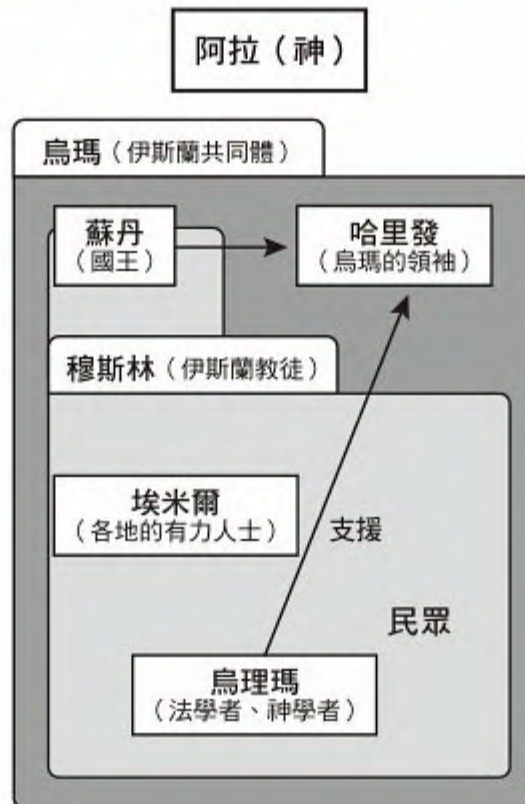 阿拉（神）
烏瑪（伊斯蘭共同體）
蘇丹
（國王）
哈里發
（烏瑪的領袖）
穆斯林（伊斯蘭教徒）
埃米爾
（各地的有力人士）
支援
民眾
烏理瑪
（法學者、神學者）